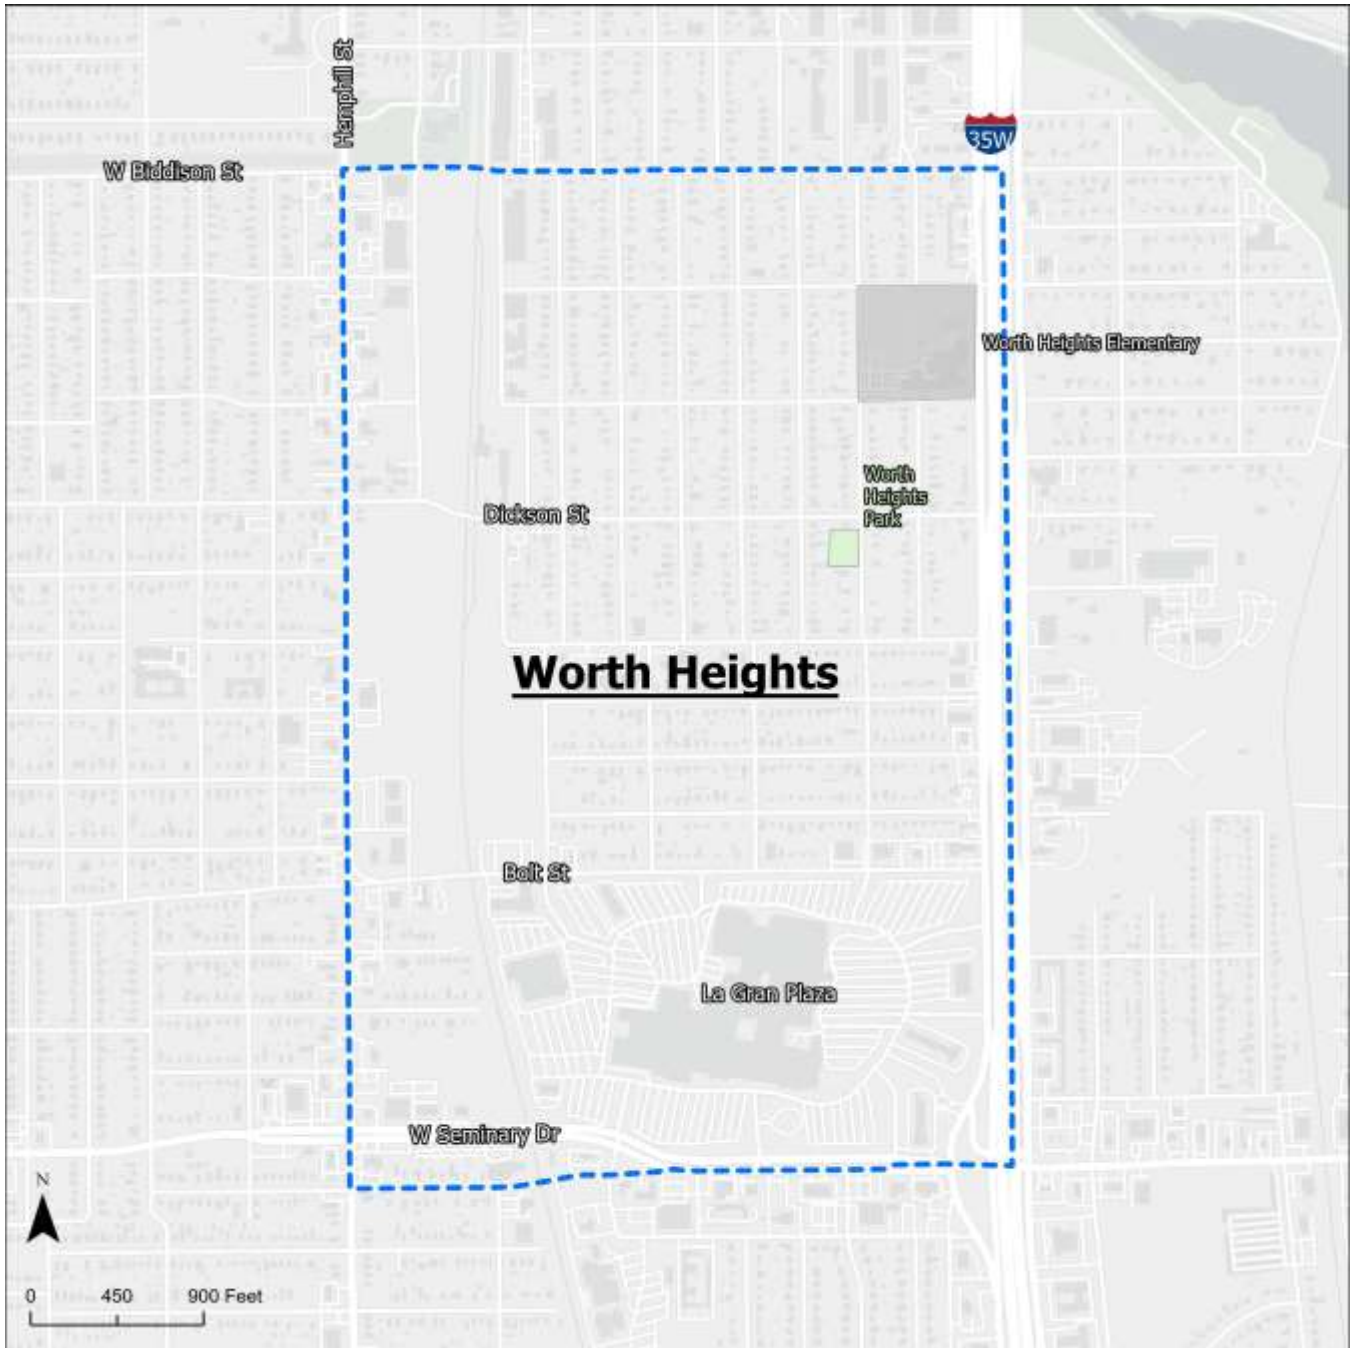 Hemphill St
35W
W Biddison St
Worth Heights Elementary
Worth
Heights
Park
Dickson St
Worth Heights
Bolt St
La Gran Plaza
W Seminary Dr
N
0 450 900 Feet